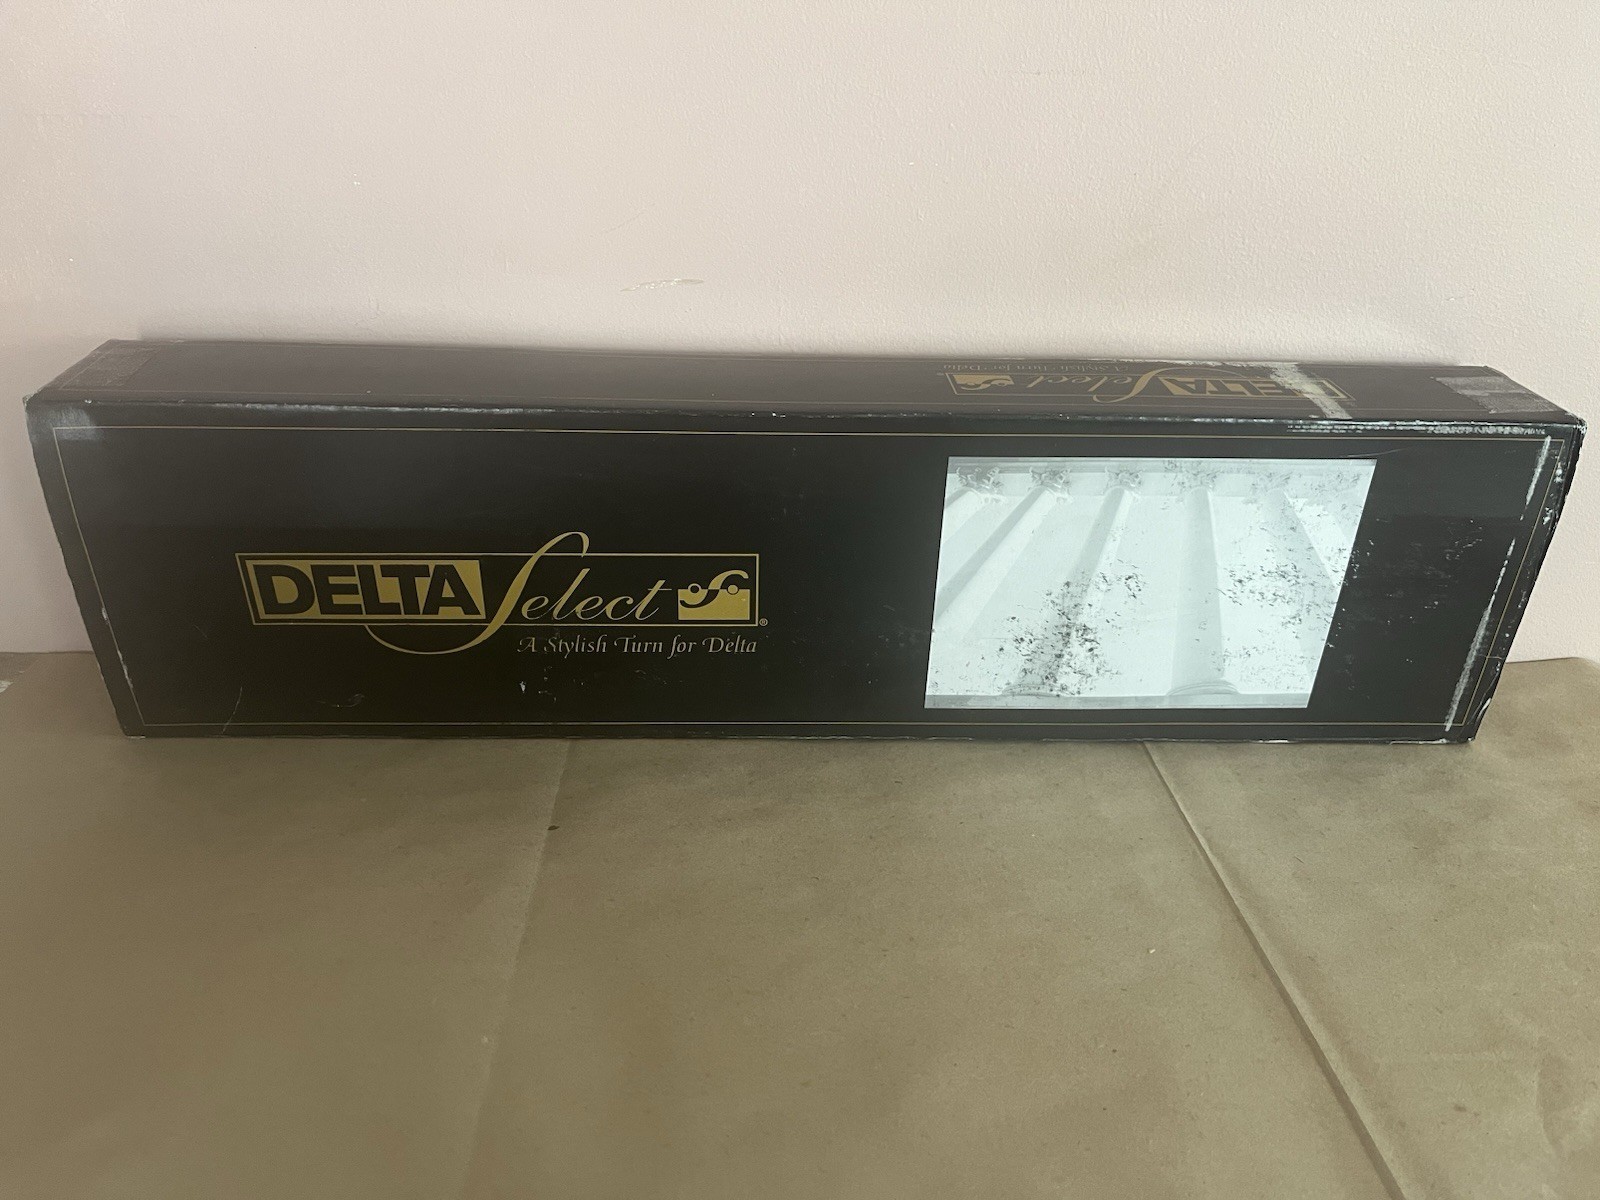 A Stylish Turn for Delta
DELTA Select
DELTA Select ®
A Stylish Turn for Delta